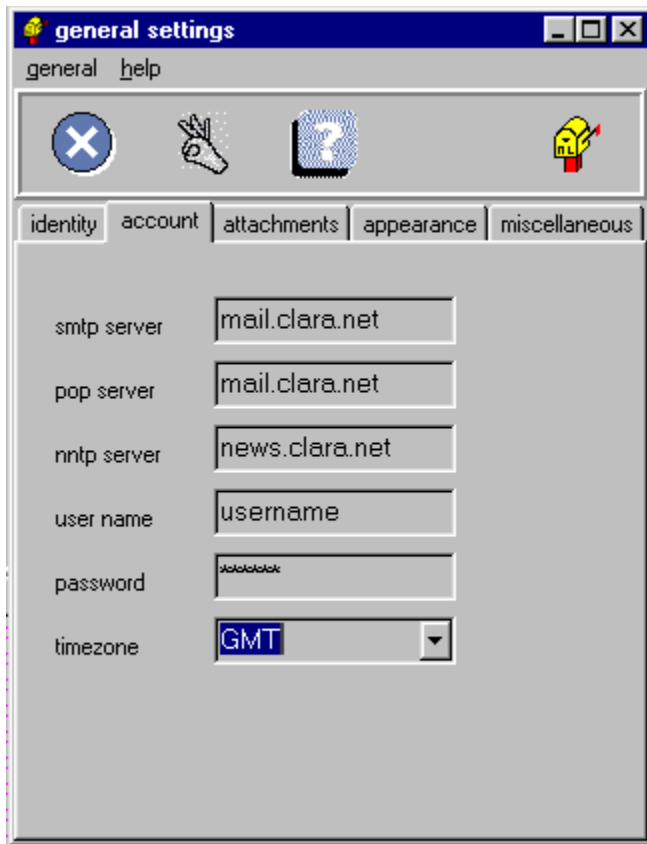 general settings
general help
identity account attachments appearance miscellaneous
smtp server mail.clara.net
pop server mail.clara.net
nntp server news.clara.net
user name username
password *******
timezone GMT